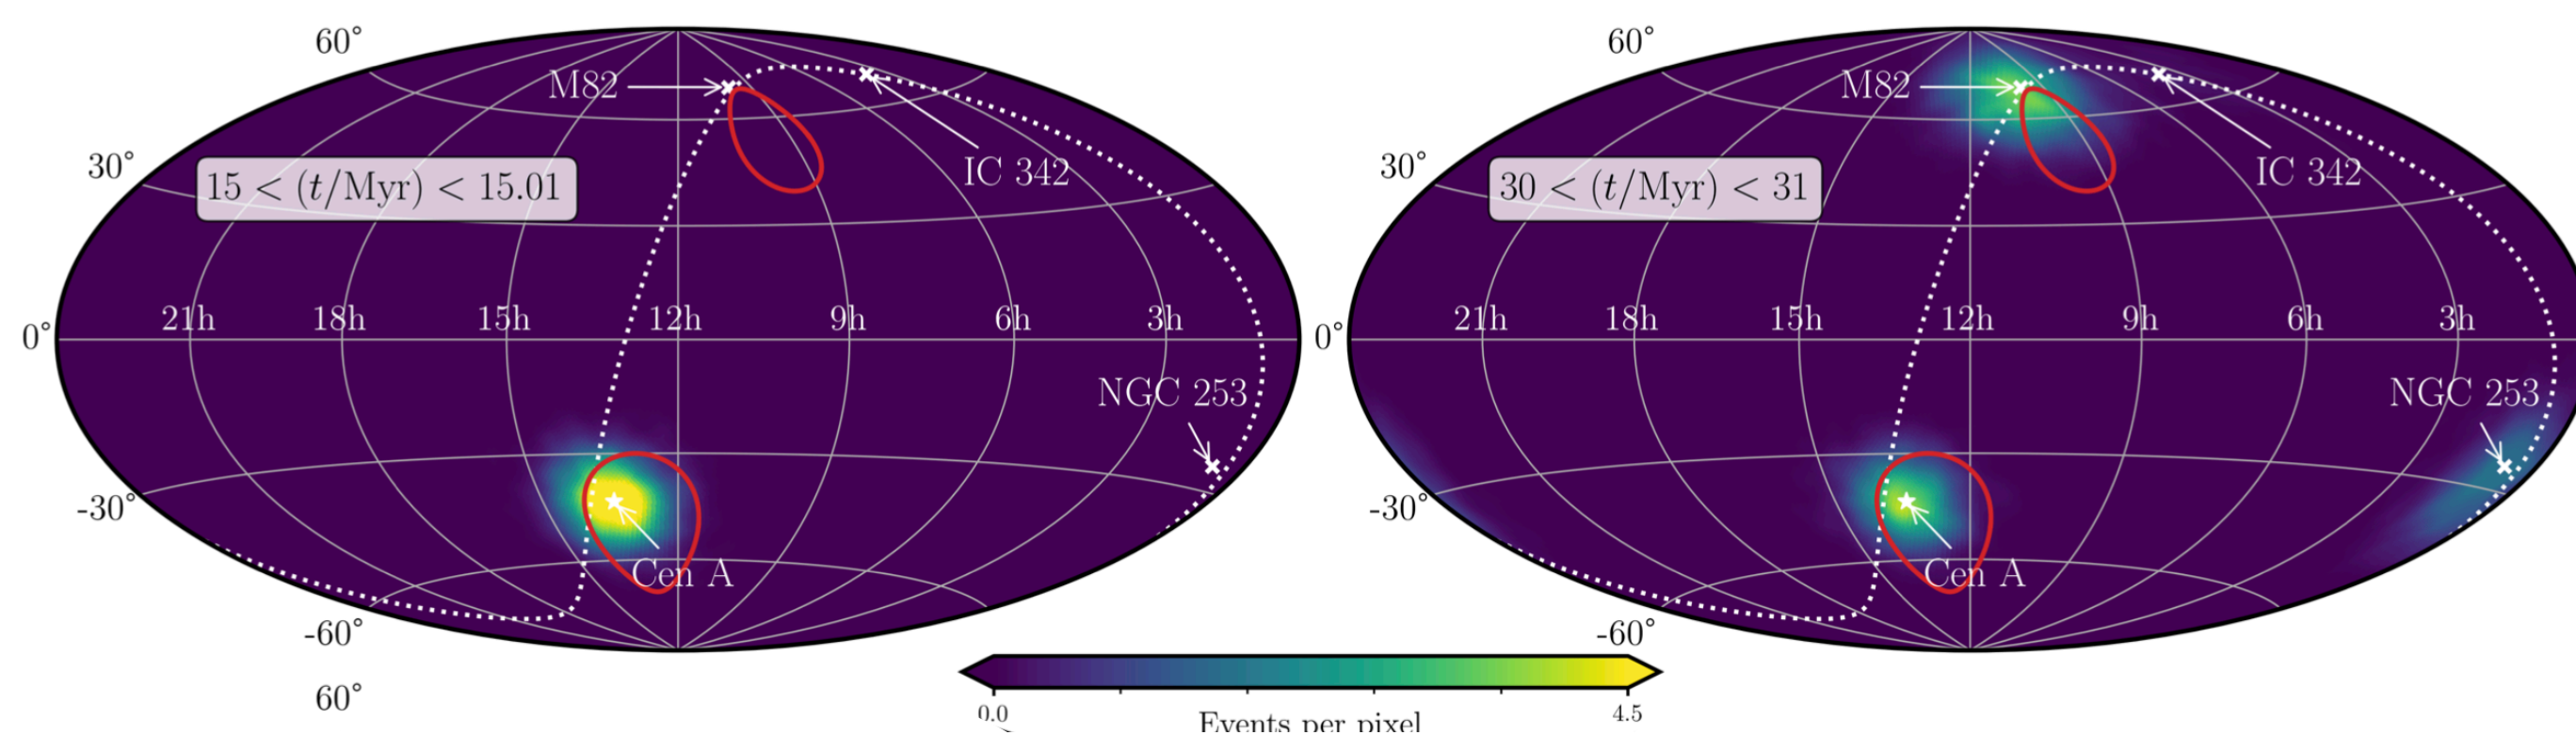 60°
M82
IC 342
30°
15 < (t/Myr) < 15.01
21h 18h 15h 12h 9h 6h 3h
0°
NGC 253
-30°
Cen A
-60°
60°
60°
M82
IC 342
30°
30 < (t/Myr) < 31
21h 18h 15h 12h 9h 6h 3h
0°
NGC 253
-30°
Cen A
-60°
0.0 4.5
Events per pixel